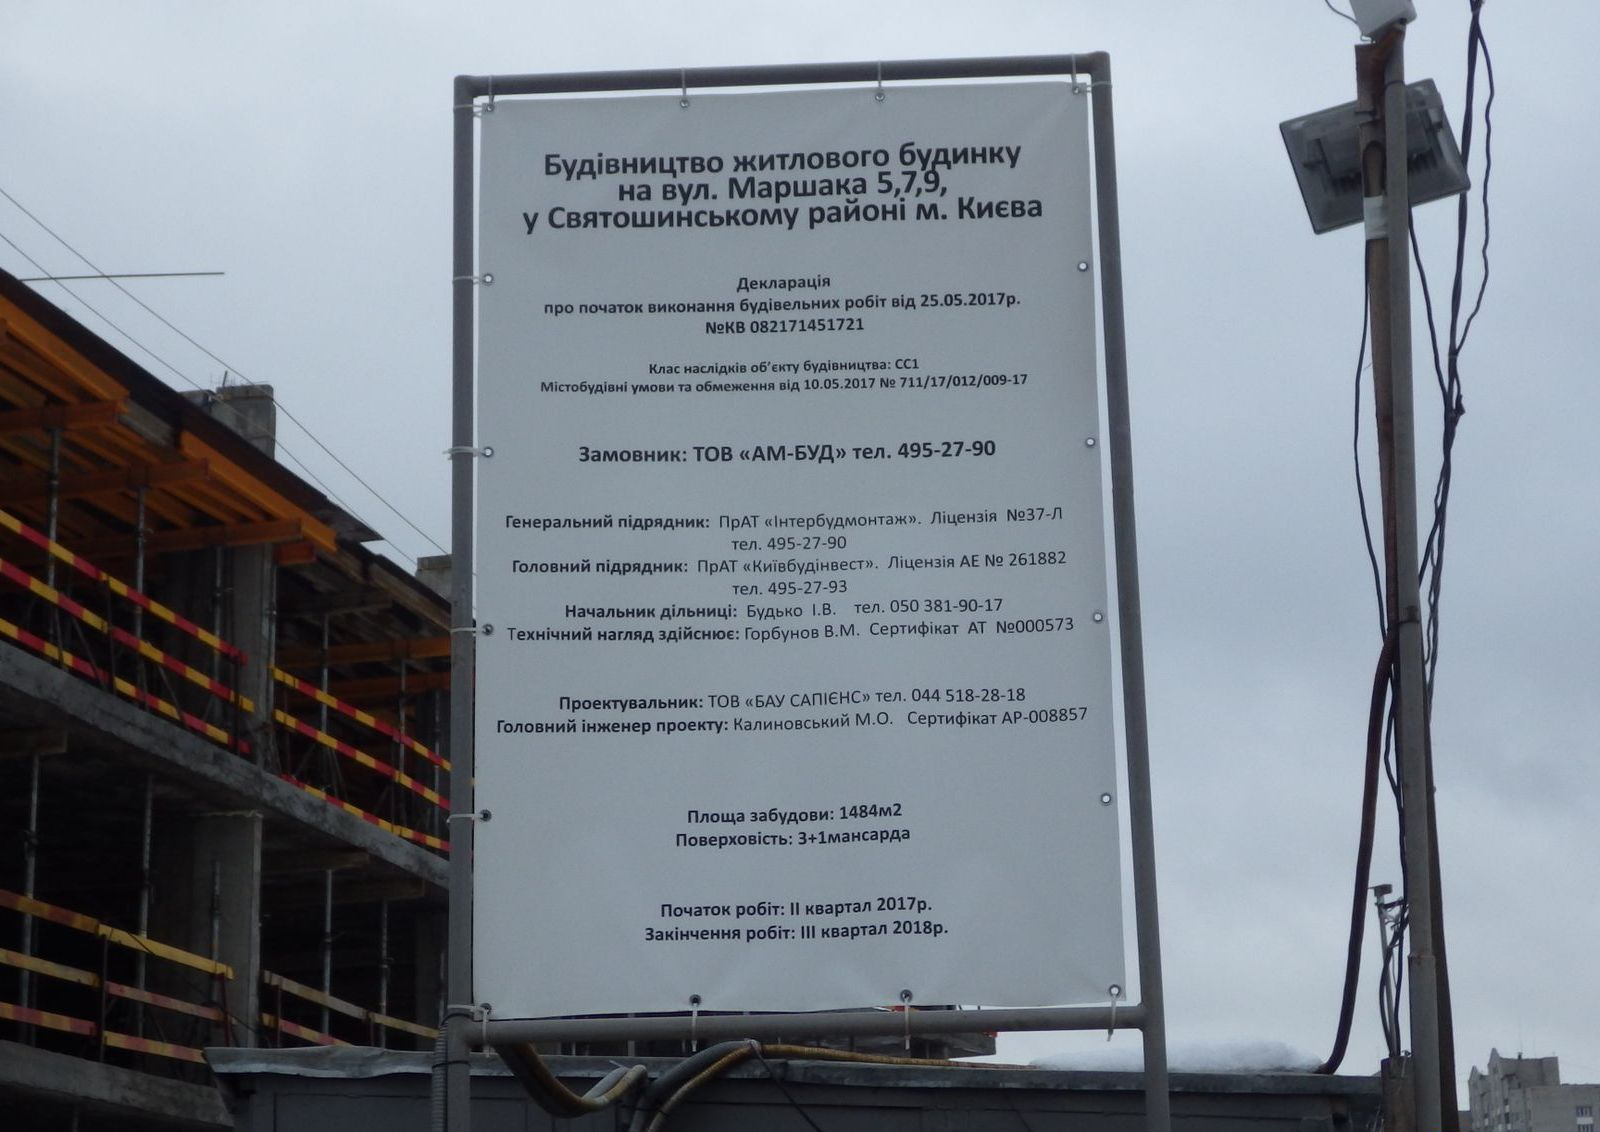 Будівництво житлового будинку
на вул. Маршака 5,7,9,
у Святошинському районі м. Києва
Декларація
про початок виконання будівельних робіт від 25.05.2017р.
№КВ 082171451721
Клас наслідків об'єкту будівництва: СС1
Містобудівні умови та обмеження від 10.05.2017 № 711/17/012/009-17
Замовник: ТОВ «АМ-БУД» тел. 495-27-90
Генеральний підрядник: ПрАТ «Інтербудмонтаж». Ліцензія №37-Л
тел. 495-27-90
Головний підрядник: ПрАТ «Київбудінвест». Ліцензія АЕ № 261882
тел. 495-27-93
Начальник дільниці: Будько І.В. тел. 050 381-90-17
Технічний нагляд здійснює: Горбунов В.М. Сертифікат АТ №000573
Проектувальник: ТОВ «БАУ САПІЄНС» тел. 044 518-28-18
Головний інженер проекту: Калиновський М.О. Сертифікат АР-008857
Площа забудови: 1484м2
Поверховість: 3+1мансарда
Початок робіт: II квартал 2017р.
Закінчення робіт: III квартал 2018р.